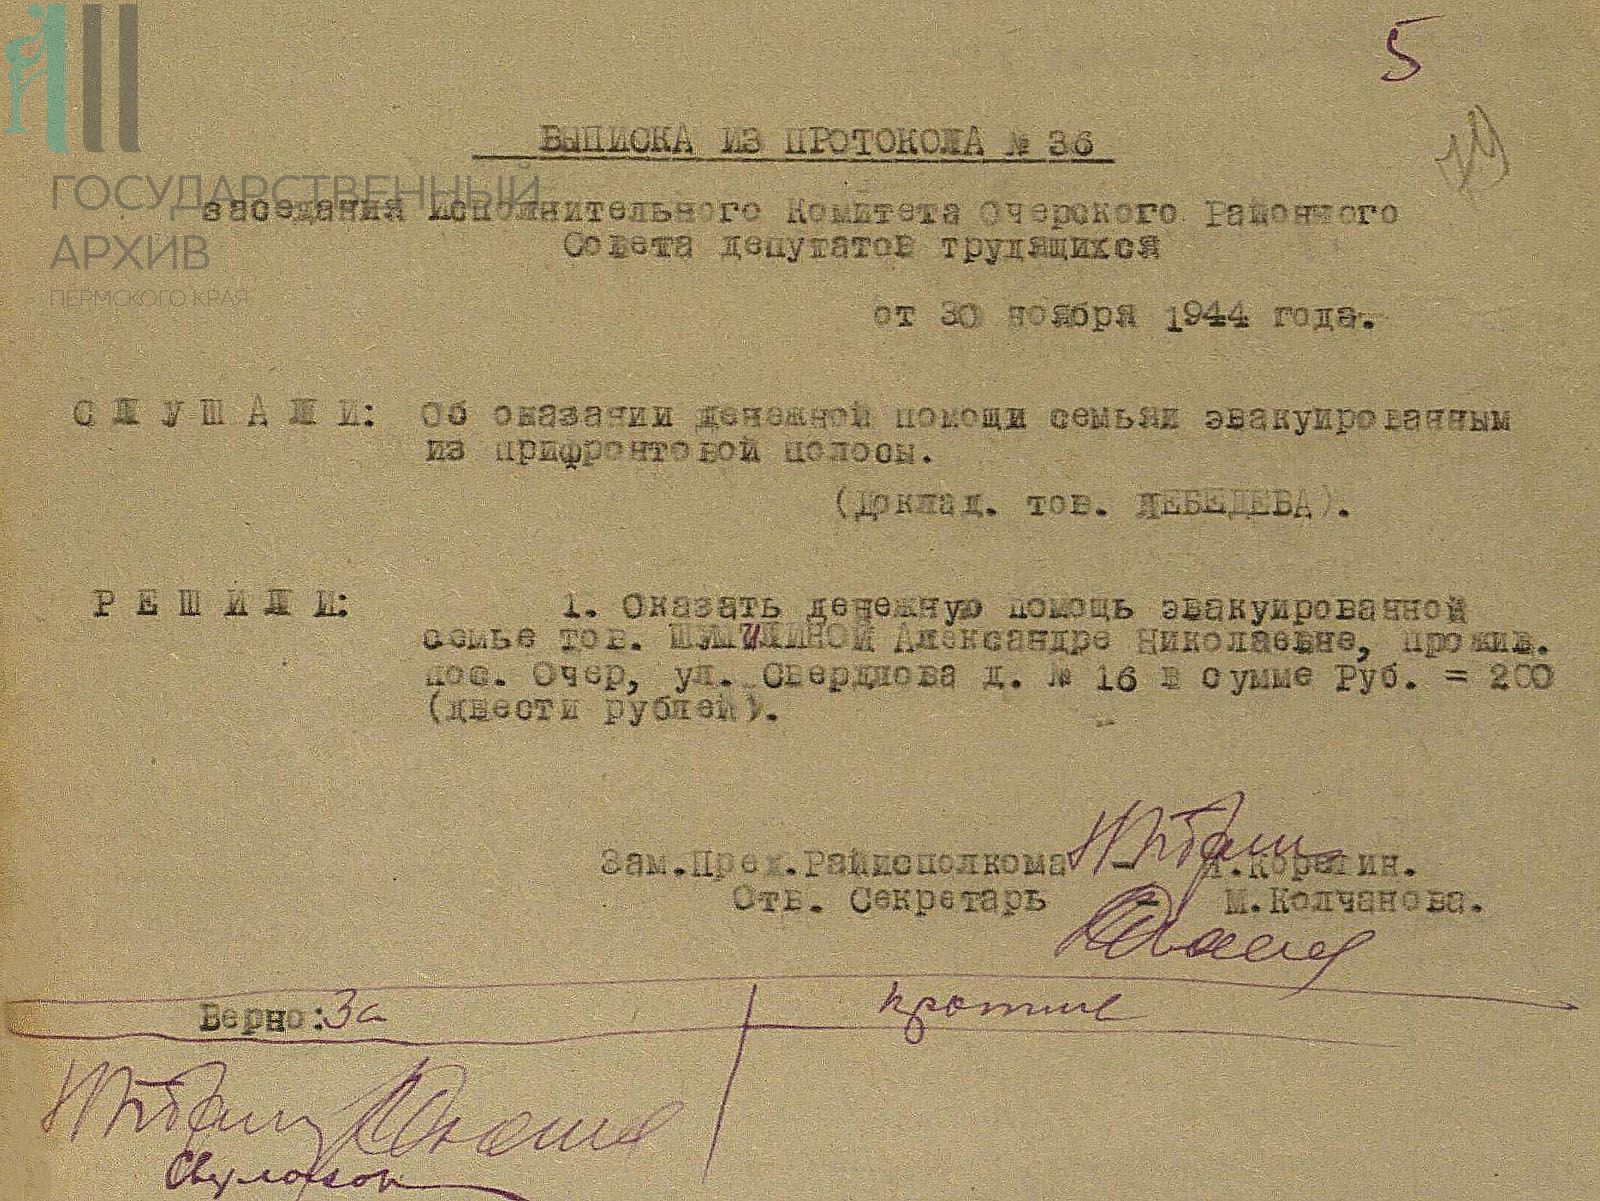 5
ВЫПИСКА ИЗ ПРОТОКОЛА № 36
ГОСУДАРСТВЕННЫЙ
АРХИВ
ПЕРМСКОГО КРАЯ
заседания Исполнительного Комитета Очерского Районного
Совета депутатов трудящихся
от 30 ноября 1944 года.
С Л У Ш А Л И: Об оказании денежной помощи семьям эвакуированным
из прифронтовой полосы.
(Доклад. тов. ЛЕБЕДЕВА).
Р Е Ш И Л И: 1. Оказать денежную помощь эвакуированной
семье тов. ШУМИЛИНОЙ Александре Николаевне, прожив.
пос. Очер, ул. Свердлова д. № 16 в сумме Руб. = 200
(двести рублей).
Зам.Пред.Райисполкома -
Отв. Секретарь - М.Колчанова.
Верно: За против